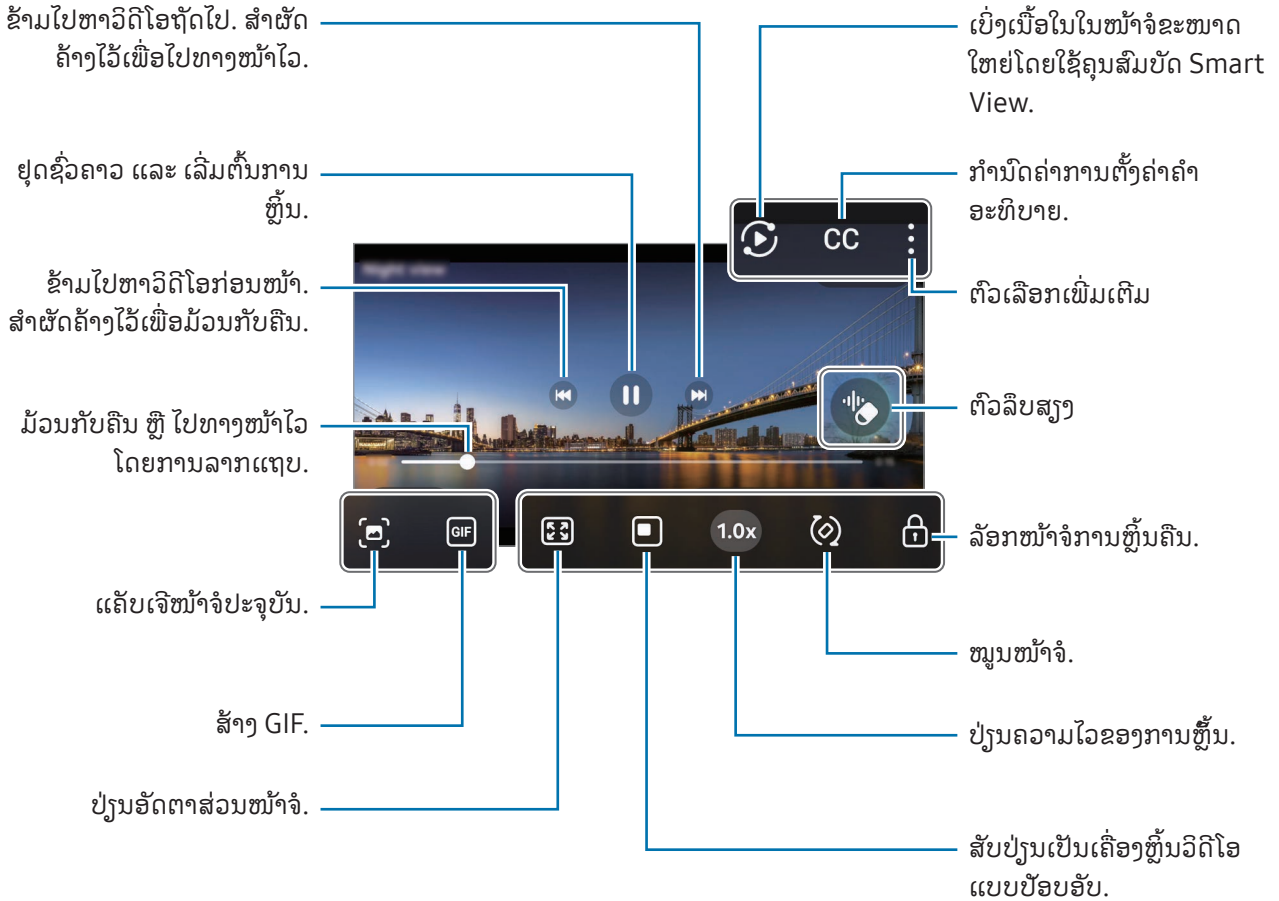 ຂ້າມໄປຫາວິດີໂອຖັດໄປ. ສຳຜັດ
ຄ້າງໄວ້ເພື່ອໄປທາງໜ້າໄວ.
ຢຸດຊົ່ວຄາວ ແລະ ເລີ່ມຕົ້ນການ
ຫຼິ້ນ.
ຂ້າມໄປຫາວິດີໂອກ່ອນໜ້າ.
ສຳຜັດຄ້າງໄວ້ເພື່ອມ້ວນກັບຄືນ.
ມ້ວນກັບຄືນ ຫຼື ໄປທາງໜ້າໄວ
ໂດຍການລາກແຖບ.
ແຄັບເຈີໜ້າຈໍປະຈຸບັນ.
ສ້າງ GIF.
ປ່ຽນອັດຕາສ່ວນໜ້າຈໍ.
Night view
CC
GIF
1.0x
ເບິ່ງເນື້ອໃນໃນໜ້າຈໍຂະໜາດ
ໃຫຍ່ໂດຍໃຊ້ຄຸນສົມບັດ Smart
View.
ກຳນົດຄ່າການຕັ້ງຄ່າຄຳ
ອະທິບາຍ.
ຕົວເລືອກເພີ່ມເຕີມ
ຕົວລຶບສຽງ
ລັອກໜ້າຈໍການຫຼິ້ນຄືນ.
ໝູນໜ້າຈໍ.
ປ່ຽນຄວາມໄວຂອງການຫຼິ້ນ.
ສັບປ່ຽນເປັນເຄື່ອງຫຼິ້ນວິດີໂອ
ແບບປັອບອັບ.